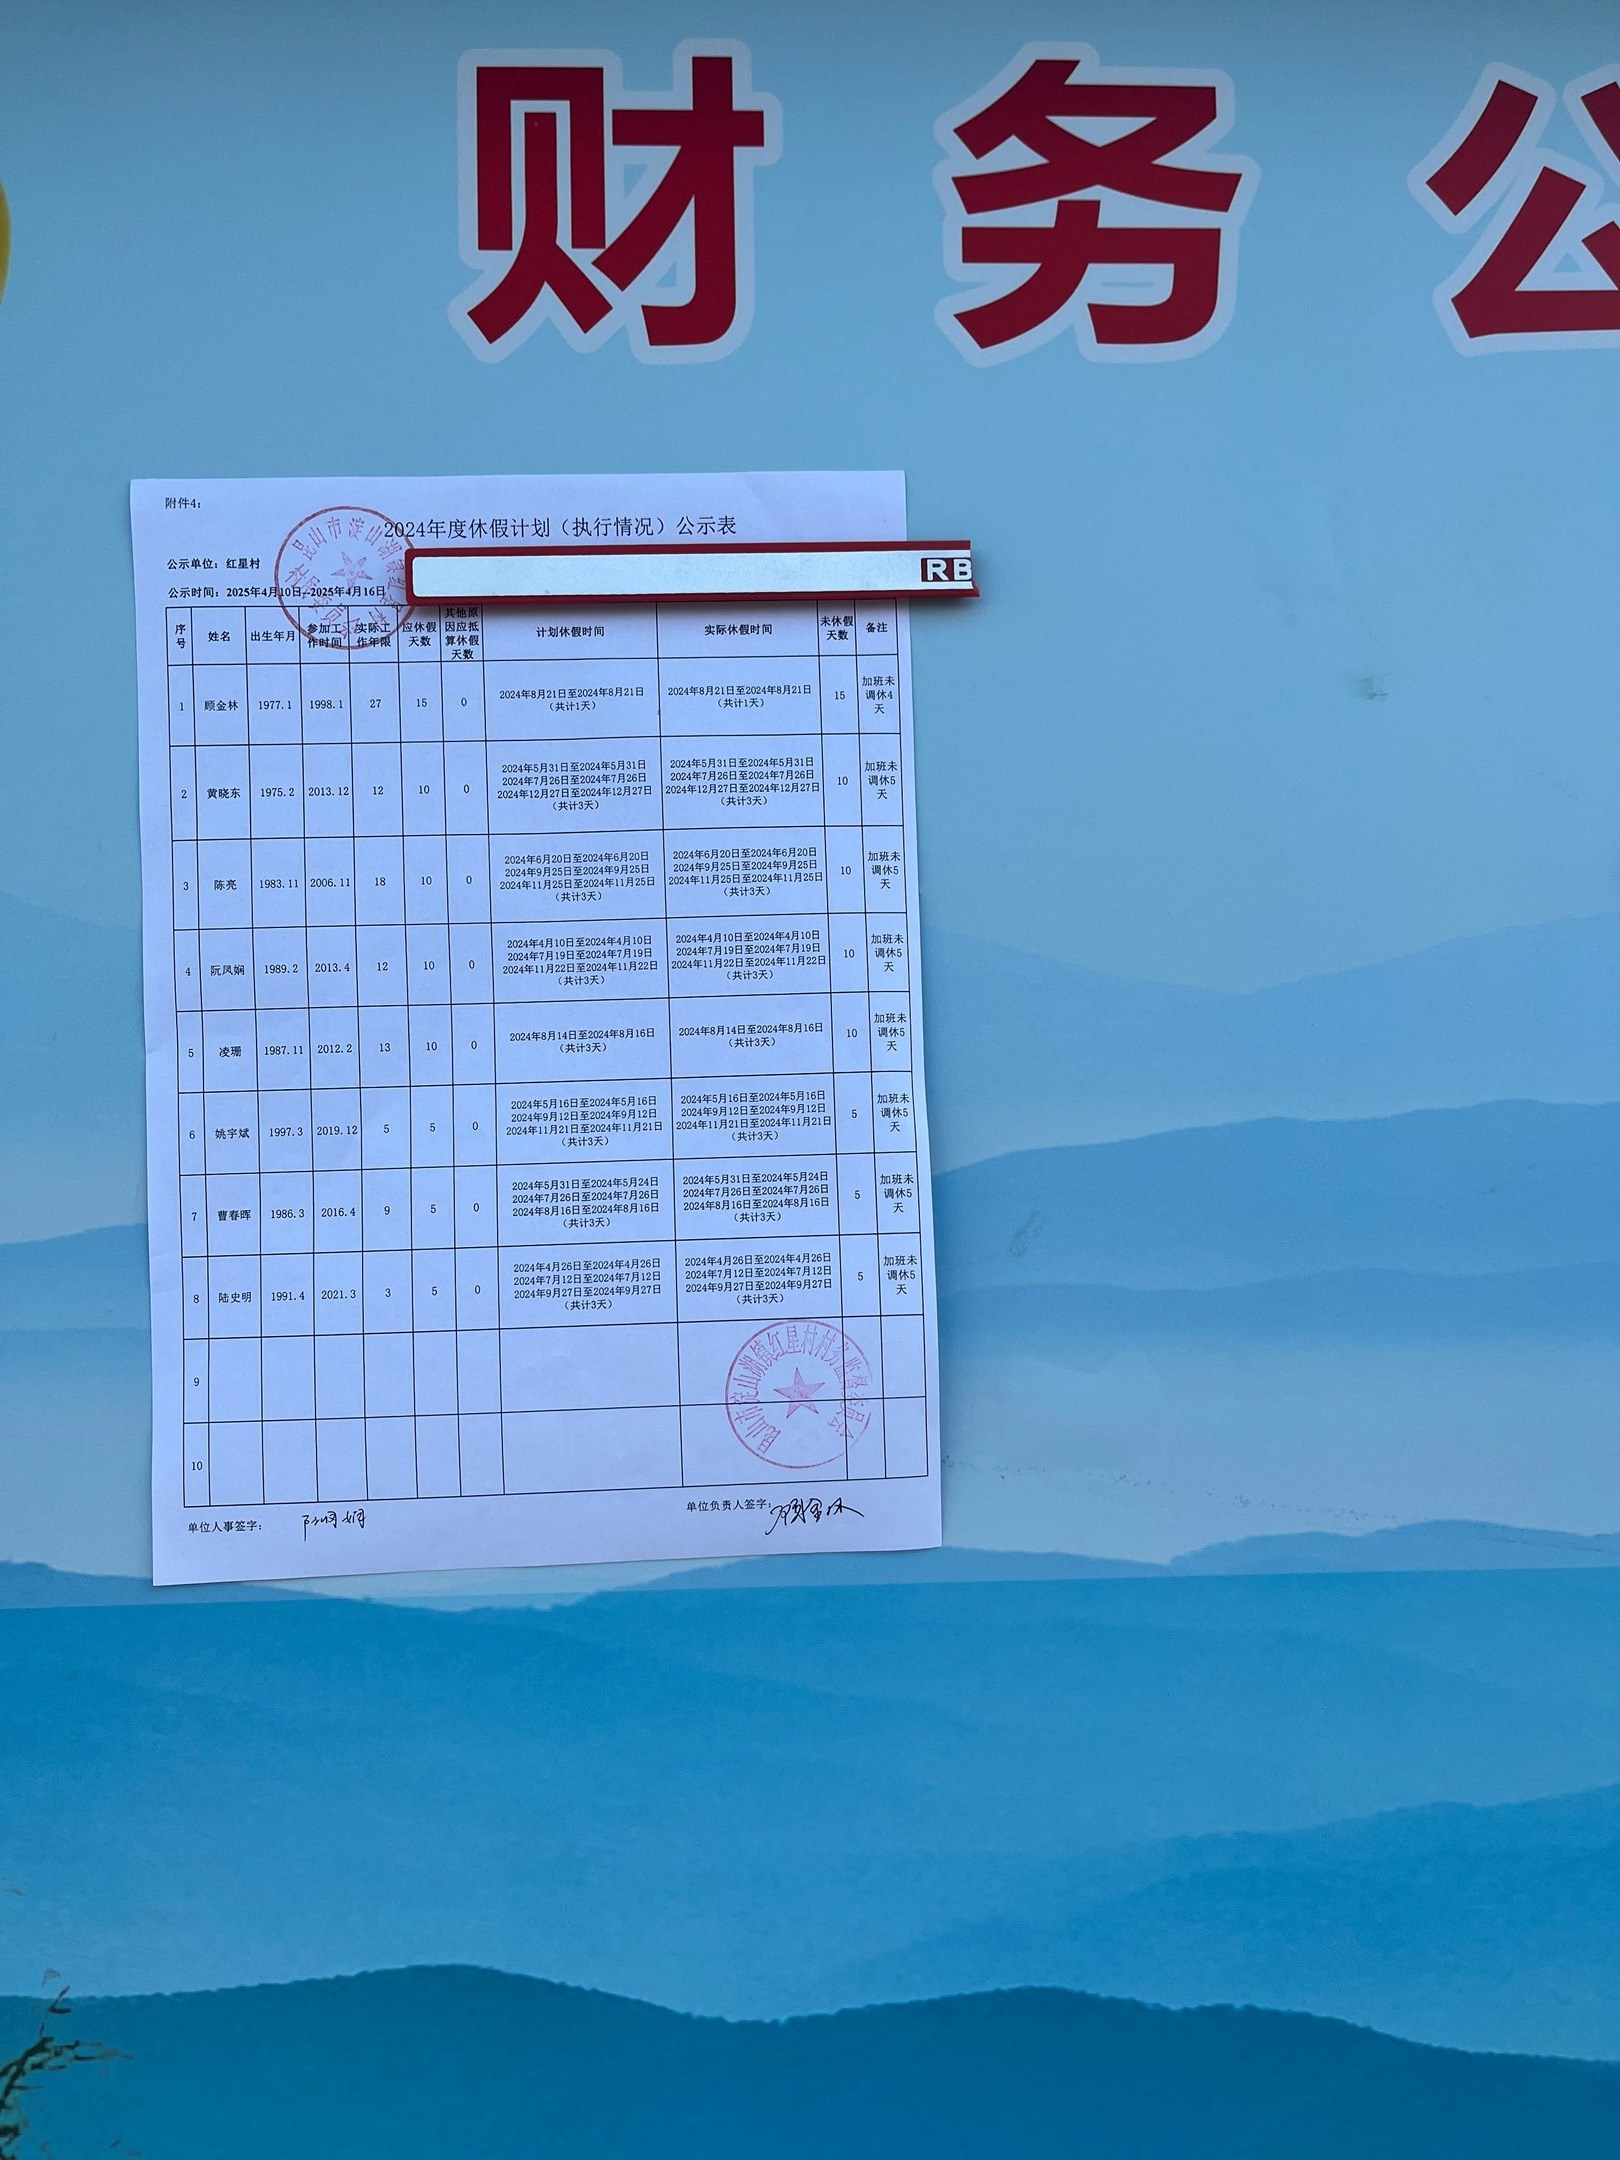 财务公
附件4:
2024年度休假计划（执行情况）公示表
公示单位：红星村
RB
公示时间：2025年4月10日--2025年4月16日
序号 姓名 出生年月 参加工作时间 实际工作年限 应休假天数 其他原因应抵算休假天数 计划休假时间 实际休假时间 未休假天数 备注
1 顾金林 1977.1 1998.1 27 15 0 2024年8月21日至2024年8月21日（共计1天） 2024年8月21日至2024年8月21日（共计1天） 15 加班未调休4天
2 黄晓东 1975.2 2013.12 12 10 0 2024年5月31日至2024年5月31日 2024年7月26日至2024年7月26日 2024年12月27日至2024年12月27日（共计3天） 2024年5月31日至2024年5月31日 2024年7月26日至2024年7月26日 2024年12月27日至2024年12月27日（共计3天） 10 加班未调休5天
3 陈亮 1983.11 2006.11 18 10 0 2024年6月20日至2024年6月20日 2024年9月25日至2024年9月25日 2024年11月25日至2024年11月25日（共计3天） 2024年6月20日至2024年6月20日 2024年9月25日至2024年9月25日 2024年11月25日至2024年11月25日（共计3天） 10 加班未调休5天
4 阮凤娴 1989.2 2013.4 12 10 0 2024年4月10日至2024年4月10日 2024年7月19日至2024年7月19日 2024年11月22日至2024年11月22日（共计3天） 2024年4月10日至2024年4月10日 2024年7月19日至2024年7月19日 2024年11月22日至2024年11月22日（共计3天） 10 加班未调休5天
5 凌珊 1987.11 2012.2 13 10 0 2024年8月14日至2024年8月16日（共计3天） 2024年8月14日至2024年8月16日（共计3天） 10 加班未调休5天
6 姚宇斌 1997.3 2019.12 5 5 0 2024年5月16日至2024年5月16日 2024年9月12日至2024年9月12日 2024年11月21日至2024年11月21日（共计3天） 2024年5月16日至2024年5月16日 2024年9月12日至2024年9月12日 2024年11月21日至2024年11月21日（共计3天） 5 加班未调休5天
7 曹春晖 1986.3 2016.4 9 5 0 2024年5月31日至2024年5月24日 2024年7月26日至2024年7月26日 2024年8月16日至2024年8月16日（共计3天） 2024年5月31日至2024年5月24日 2024年7月26日至2024年7月26日 2024年8月16日至2024年8月16日（共计3天） 5 加班未调休5天
8 陆史明 1991.4 2021.3 3 5 0 2024年4月26日至2024年4月26日 2024年7月12日至2024年7月12日 2024年9月27日至2024年9月27日（共计3天） 2024年4月26日至2024年4月26日 2024年7月12日至2024年7月12日 2024年9月27日至2024年9月27日（共计3天） 5 加班未调休5天
9
10
昆山市淀山湖镇红星村村务监督委员会
单位人事签字：
单位负责人签字：顾金林